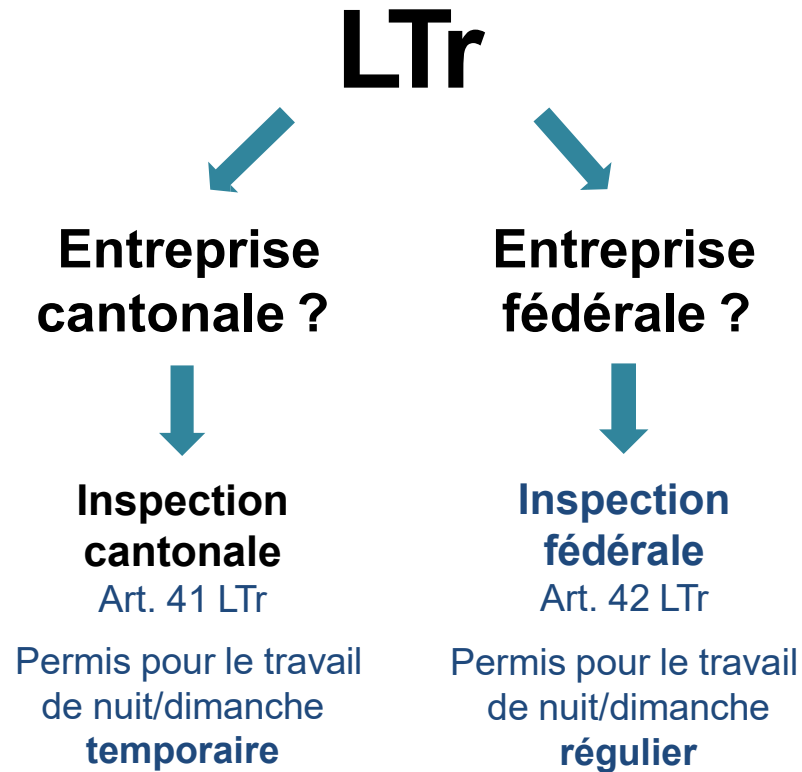 LTr
Entreprise
cantonale ?
Inspection
cantonale
Art. 41 LTr
Permis pour le travail
de nuit/dimanche
temporaire
Entreprise
fédérale ?
Inspection
fédérale
Art. 42 LTr
Permis pour le travail
de nuit/dimanche
régulier